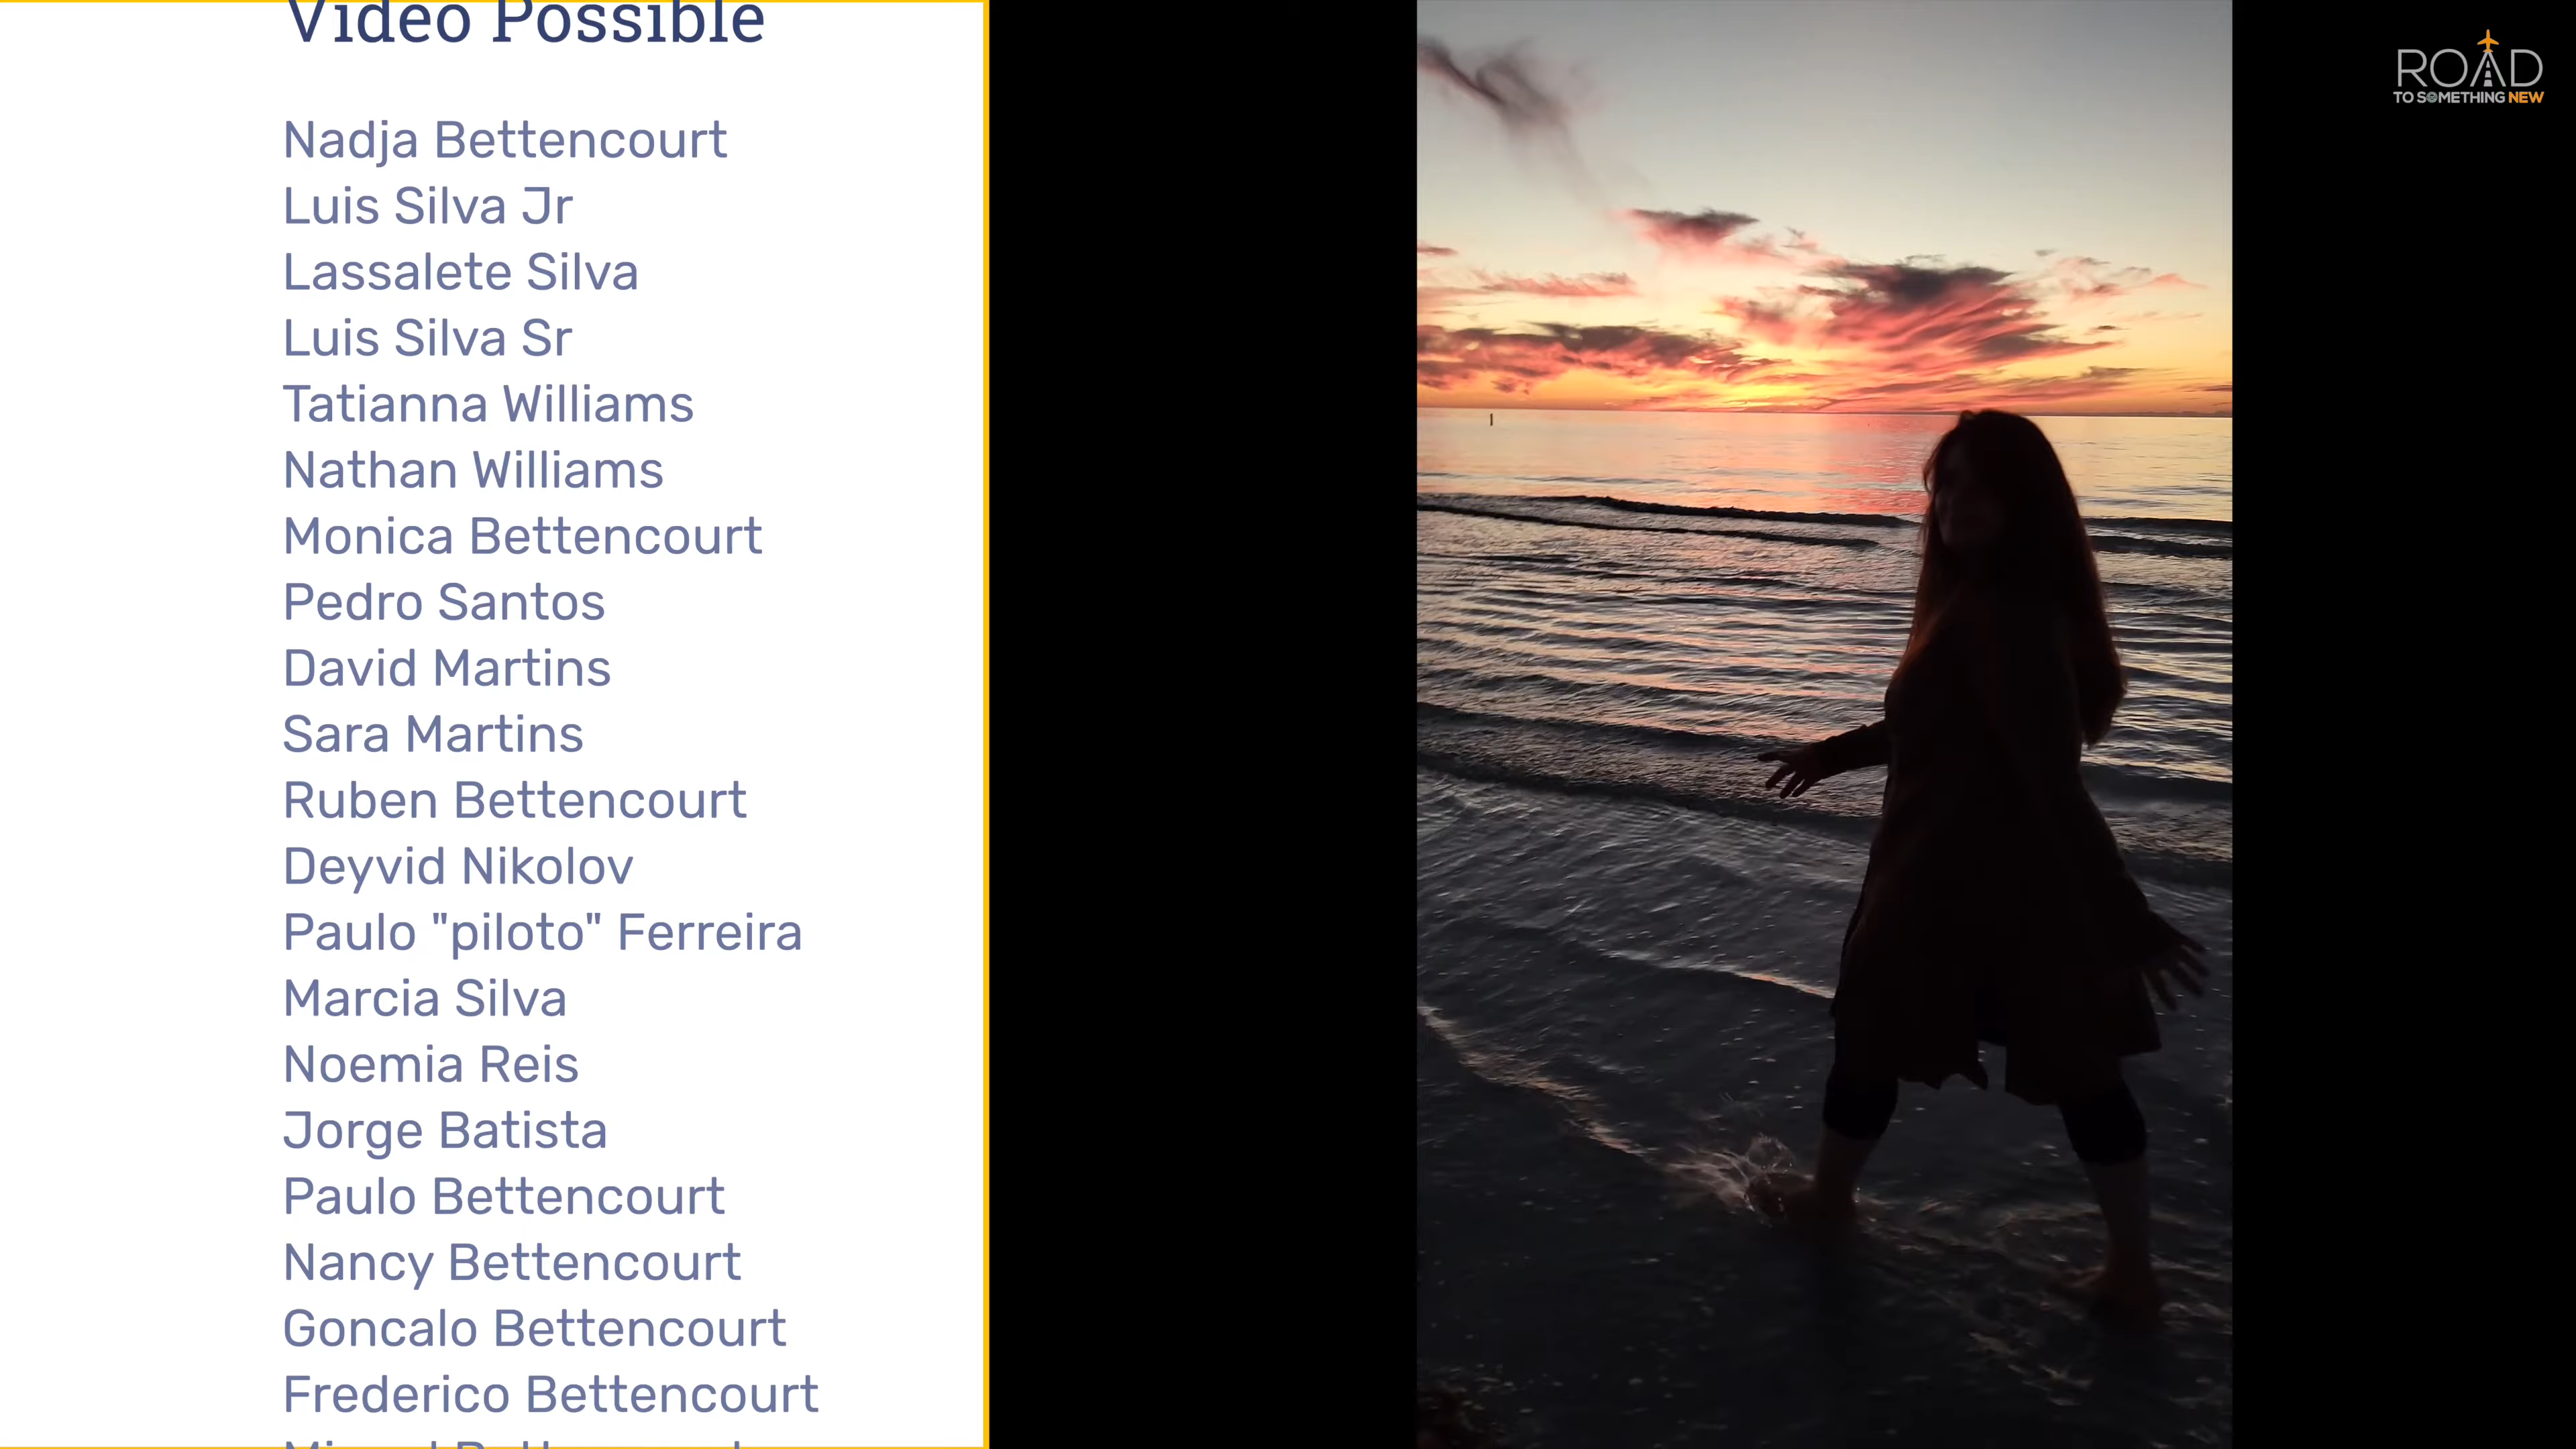 Video Possible
Nadja Bettencourt
Luis Silva Jr
Lassalete Silva
Luis Silva Sr
Tatianna Williams
Nathan Williams
Monica Bettencourt
Pedro Santos
David Martins
Sara Martins
Ruben Bettencourt
Deyvid Nikolov
Paulo "piloto" Ferreira
Marcia Silva
Noemia Reis
Jorge Batista
Paulo Bettencourt
Nancy Bettencourt
Goncalo Bettencourt
Frederico Bettencourt
ROAD
TO SOMETHING NEW